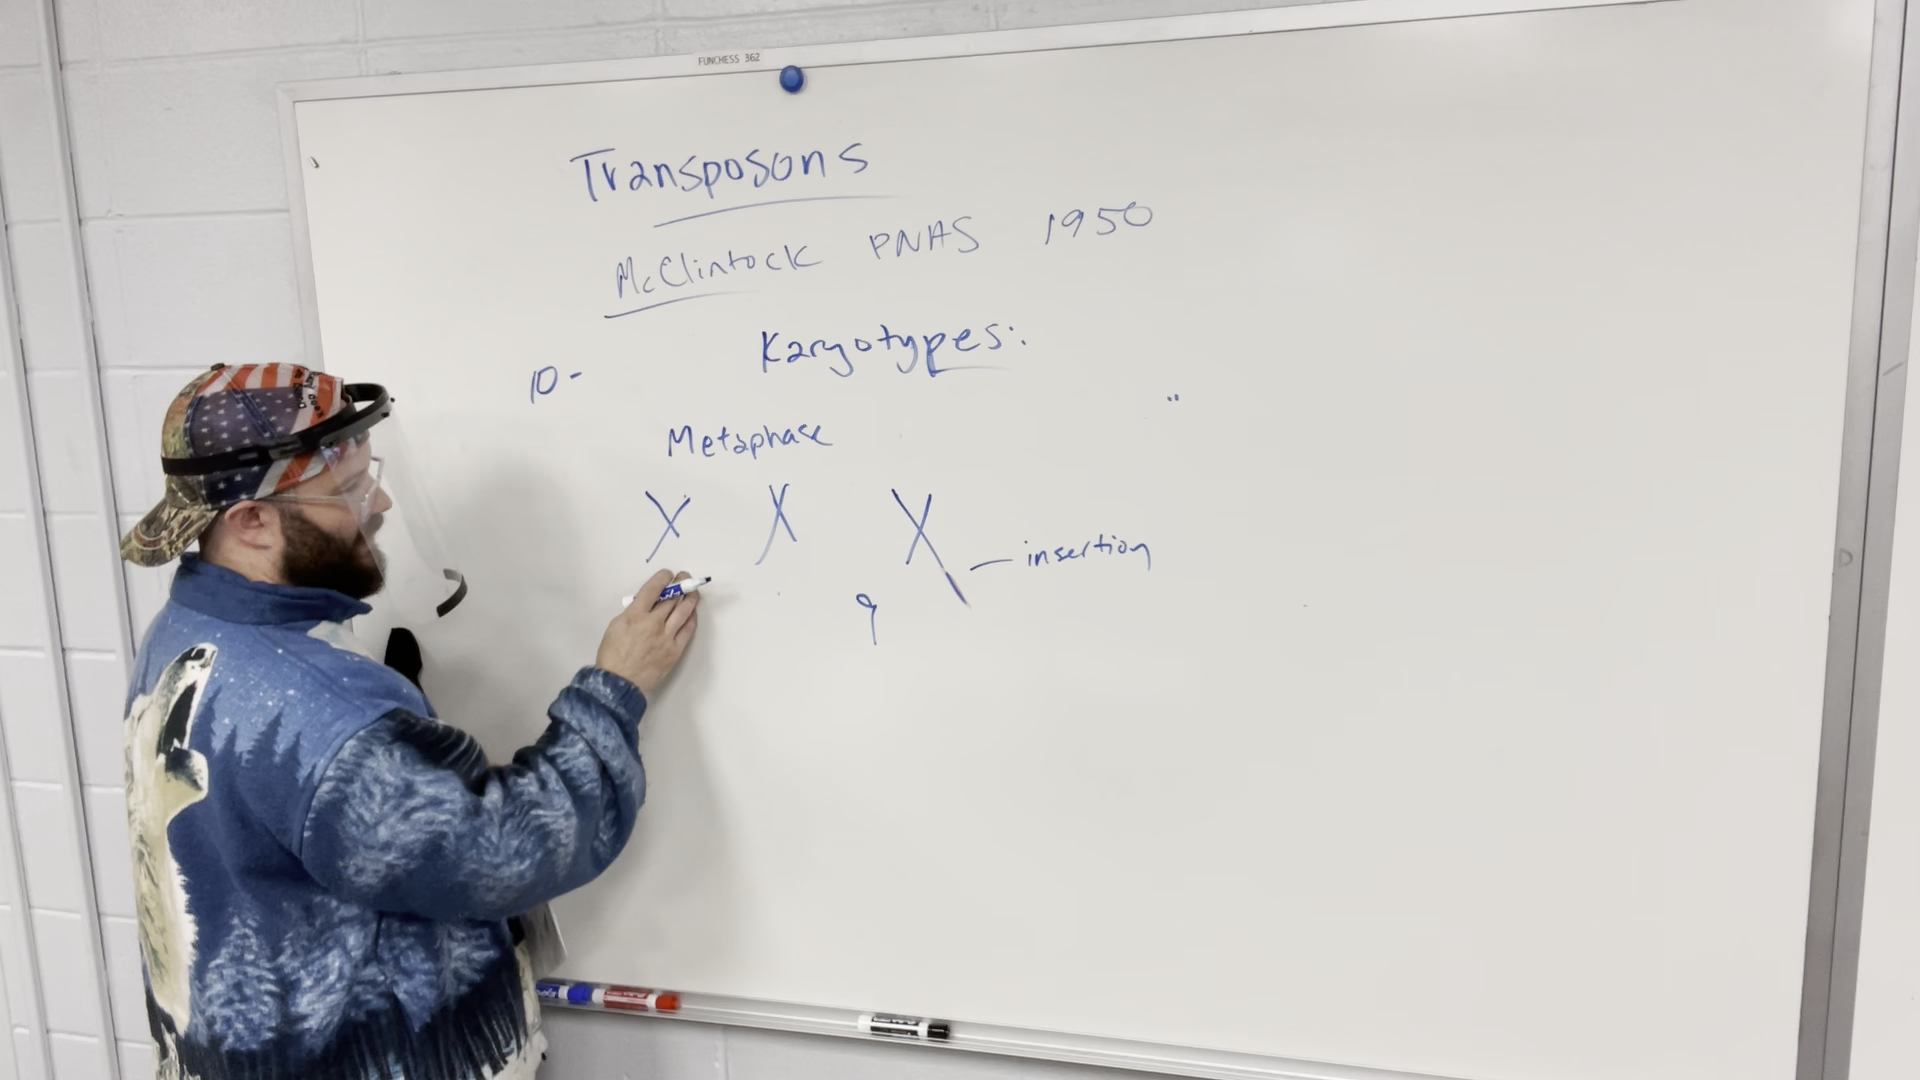 FUNCHESS 362
Transposons
McClintock PNAS 1950
Karyotypes:
10-
Metaphase
X X X
insertion
9